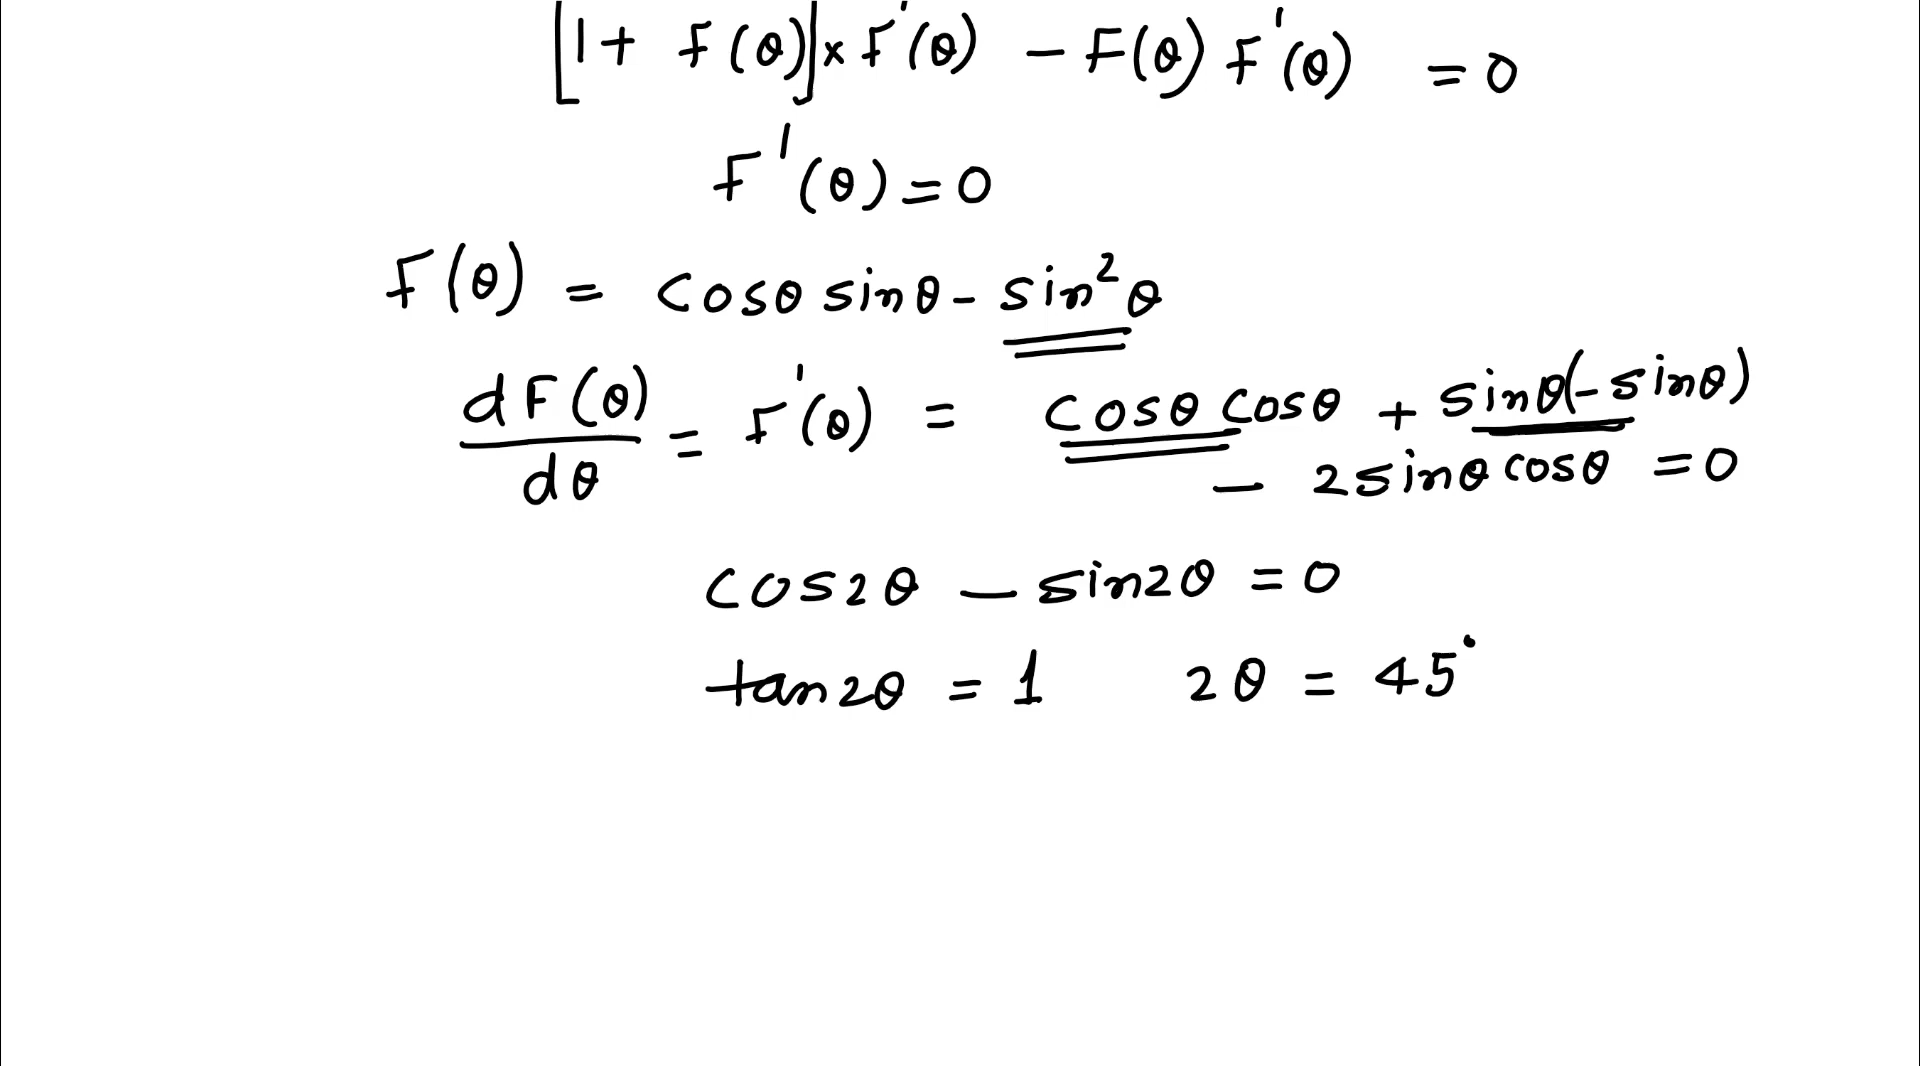 [1 + F(θ)] × F'(θ) - F(θ) F'(θ) = 0
F'(θ) = 0
F(θ) = cosθ sinθ - sin²θ
dF(θ)/dθ = F'(θ) = cosθ cosθ + sinθ(-sinθ)
- 2sinθ cosθ = 0
cos2θ - sin2θ = 0
tan2θ = 1 2θ = 45°